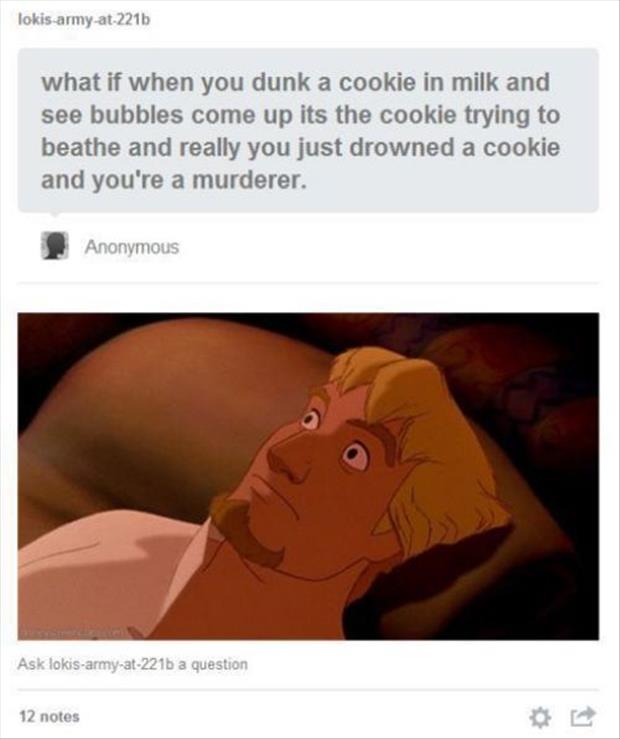 lokis-army-at-221b
what if when you dunk a cookie in milk and
see bubbles come up its the cookie trying to
beathe and really you just drowned a cookie
and you're a murderer.
Anonymous
Ask lokis-army-at-221b a question
12 notes